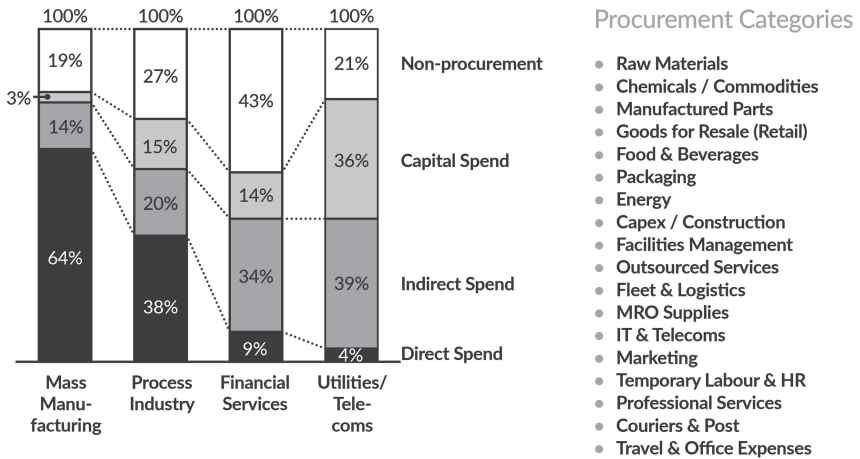 100% 100% 100% 100%
19%
27%
43%
21%
Non-procurement
3%
14%
15%
14%
36%
Capital Spend
64%
20%
34%
39%
Indirect Spend
38%
9%
4%
Direct Spend
Mass
Manu-
facturing
Process
Industry
Financial
Services
Utilities/
Tele-
coms
Procurement Categories
• Raw Materials
• Chemicals / Commodities
• Manufactured Parts
• Goods for Resale (Retail)
• Food & Beverages
• Packaging
• Energy
• Capex / Construction
• Facilities Management
• Outsourced Services
• Fleet & Logistics
• MRO Supplies
• IT & Telecoms
• Marketing
• Temporary Labour & HR
• Professional Services
• Couriers & Post
• Travel & Office Expenses